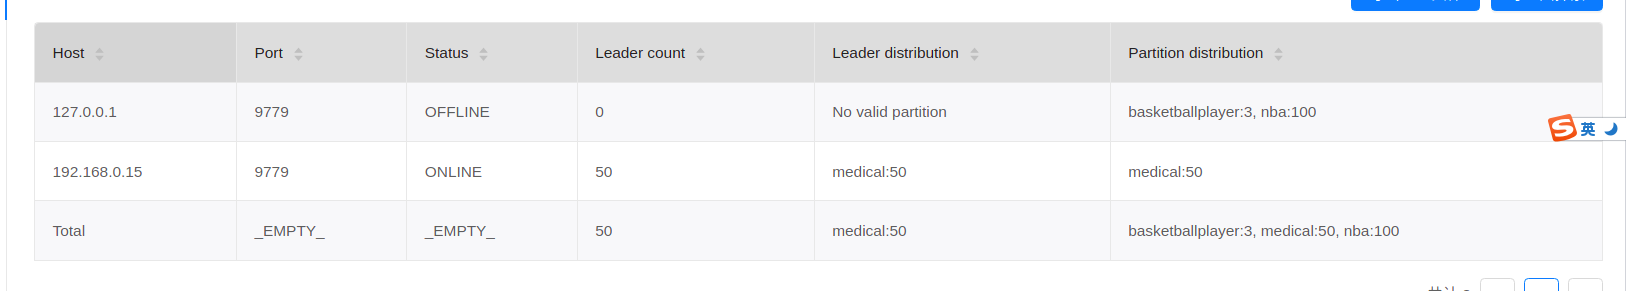 Host Port Status Leader count Leader distribution Partition distribution
127.0.0.1 9779 OFFLINE 0 No valid partition basketballplayer:3, nba:100
英
192.168.0.15 9779 ONLINE 50 medical:50 medical:50
Total _EMPTY_ _EMPTY_ 50 medical:50 basketballplayer:3, medical:50, nba:100